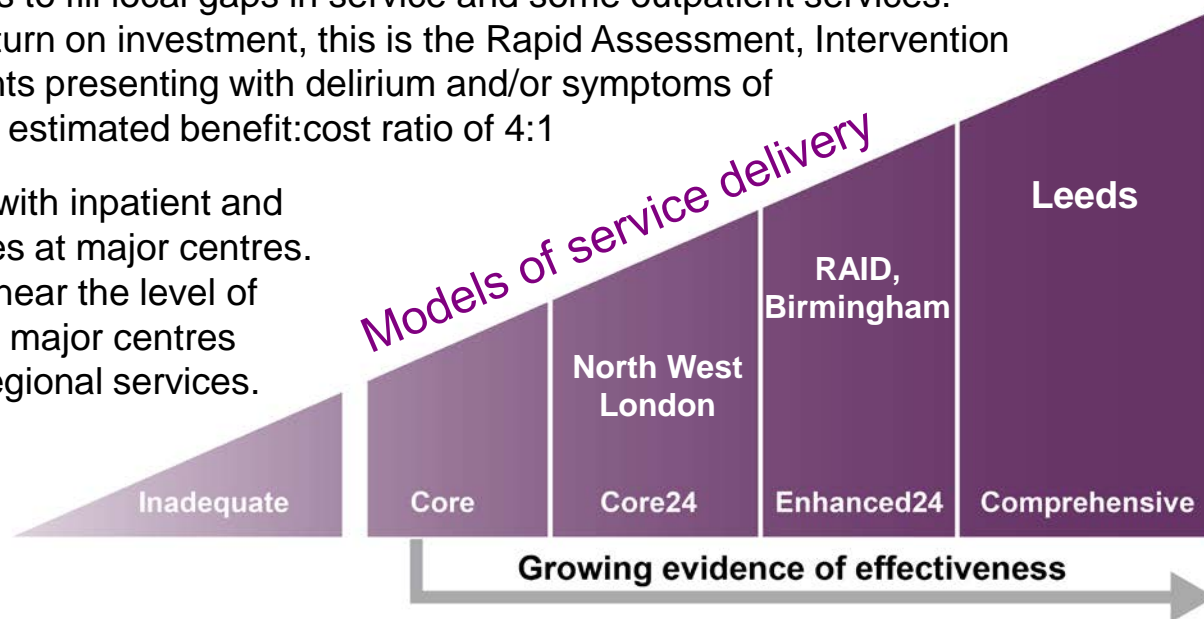 s to fill local gaps in service and some outpatient services.
turn on investment, this is the Rapid Assessment, Intervention
nts presenting with delirium and/or symptoms of
estimated benefit:cost ratio of 4:1
with inpatient and
es at major centres.
near the level of
major centres
egional services.
Models of service delivery
Leeds
RAID,
Birmingham
North West
London
Inadequate
Core
Core24
Enhanced24
Comprehensive
Growing evidence of effectiveness